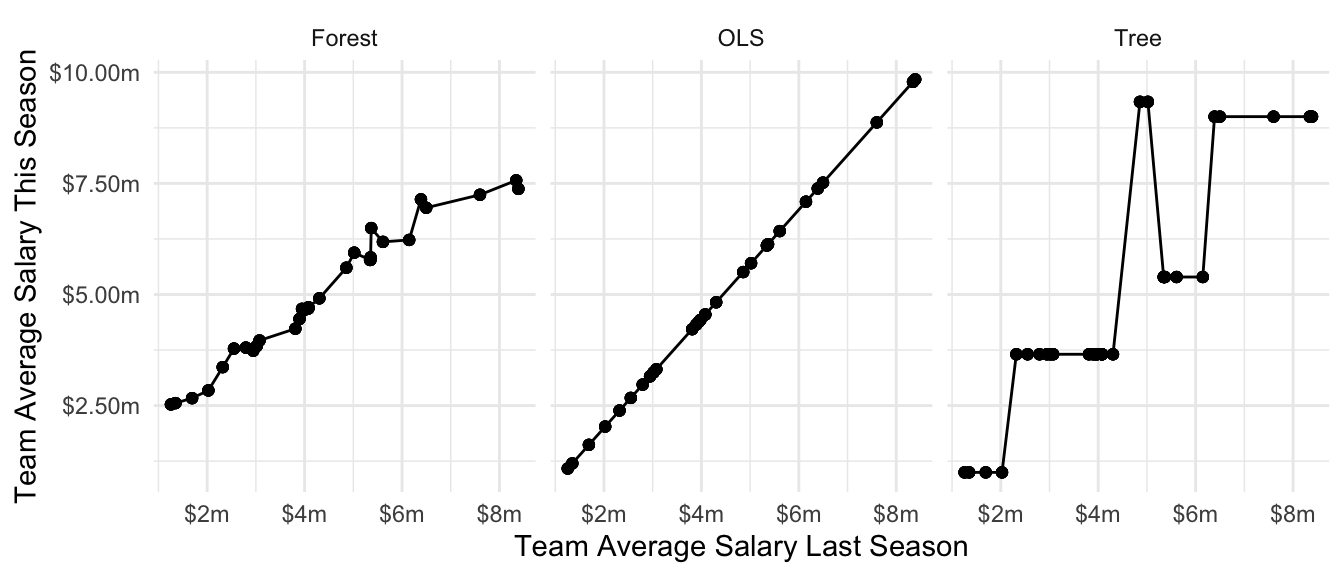 Forest
OLS
Tree
Team Average Salary This Season
$10.00m
$7.50m
$5.00m
$2.50m
$2m $4m $6m $8m
$2m $4m $6m $8m
$2m $4m $6m $8m
Team Average Salary Last Season